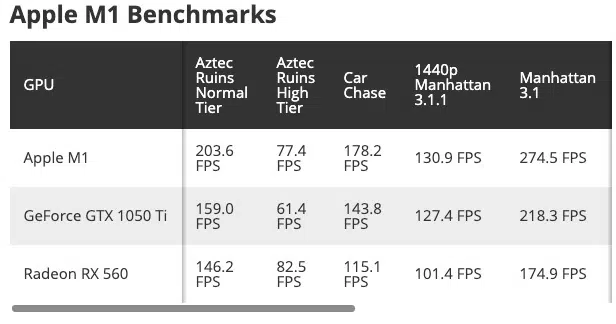 Apple M1 Benchmarks
GPU
Aztec
Ruins
Normal
Tier
Aztec
Ruins
High
Tier
Car
Chase
1440p
Manhattan
3.1.1
Manhattan
3.1
Apple M1
203.6
FPS
77.4
FPS
178.2
FPS
130.9 FPS
274.5 FPS
GeForce GTX 1050 Ti
159.0
FPS
61.4
FPS
143.8
FPS
127.4 FPS
218.3 FPS
Radeon RX 560
146.2
FPS
82.5
FPS
115.1
FPS
101.4 FPS
174.9 FPS